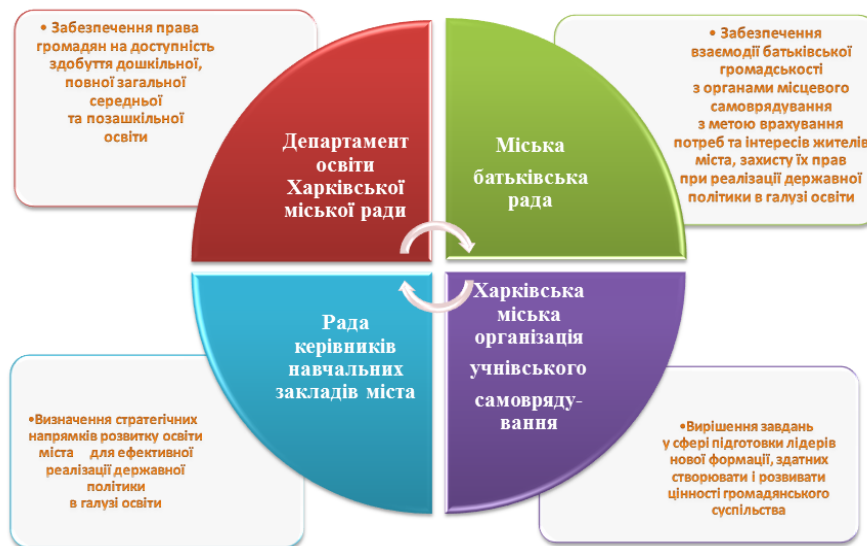 • Забезпечення права
громадян на доступність
здобуття дошкільної,
повної загальної
середньої
та позашкільної
освіти
Департамент
освіти
Харківської
міської ради
Міська
батьківська
рада
• Забезпечення
взаємодії батьківської
громадськості
з органами місцевого
самоврядування
з метою врахування
потреб та інтересів жителів
міста, захисту їх прав
при реалізації державної
політики в галузі освіти
Рада
керівників
навчальних
закладів міста
Харківська
міська
організація
учнівського
самовряду-
вання
•Визначення стратегічних
напрямків розвитку освіти
міста для ефективної
реалізації державної
політики
в галузі освіти
•Вирішення завдань
у сфері підготовки лідерів
нової формації, здатних
створювати і розвивати
цінності громадянського
суспільства